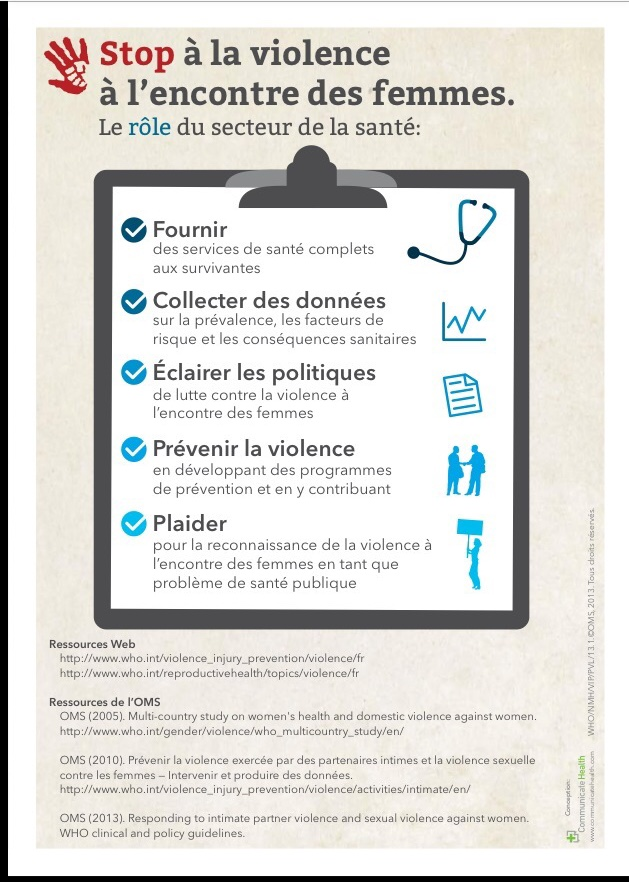 Stop à la violence
à l'encontre des femmes.
Le rôle du secteur de la santé:
Fournir
des services de santé complets
aux survivantes
Collecter des données
sur la prévalence, les facteurs de
risque et les conséquences sanitaires
Éclairer les politiques
de lutte contre la violence à
l'encontre des femmes
Prévenir la violence
en développant des programmes
de prévention et en y contribuant
Plaider
pour la reconnaissance de la violence à
l'encontre des femmes en tant que
problème de santé publique
Ressources Web
http://www.who.int/violence_injury_prevention/violence/fr
http://www.who.int/reproductivehealth/topics/violence/fr
Ressources de l'OMS
OMS (2005). Multi-country study on women's health and domestic violence against women.
http://www.who.int/gender/violence/who_multicountry_study/en/
OMS (2010). Prévenir la violence exercée par des partenaires intimes et la violence sexuelle
contre les femmes – Intervenir et produire des données.
http://www.who.int/violence_injury_prevention/violence/activities/intimate/en/
OMS (2013). Responding to intimate partner violence and sexual violence against women.
WHO clinical and policy guidelines.
WHO/NMH/VIP/PVL/13.1.©OMS, 2013. Tous droits réservés.
Conception:
CommunicateHealth
www.communicatehealth.com